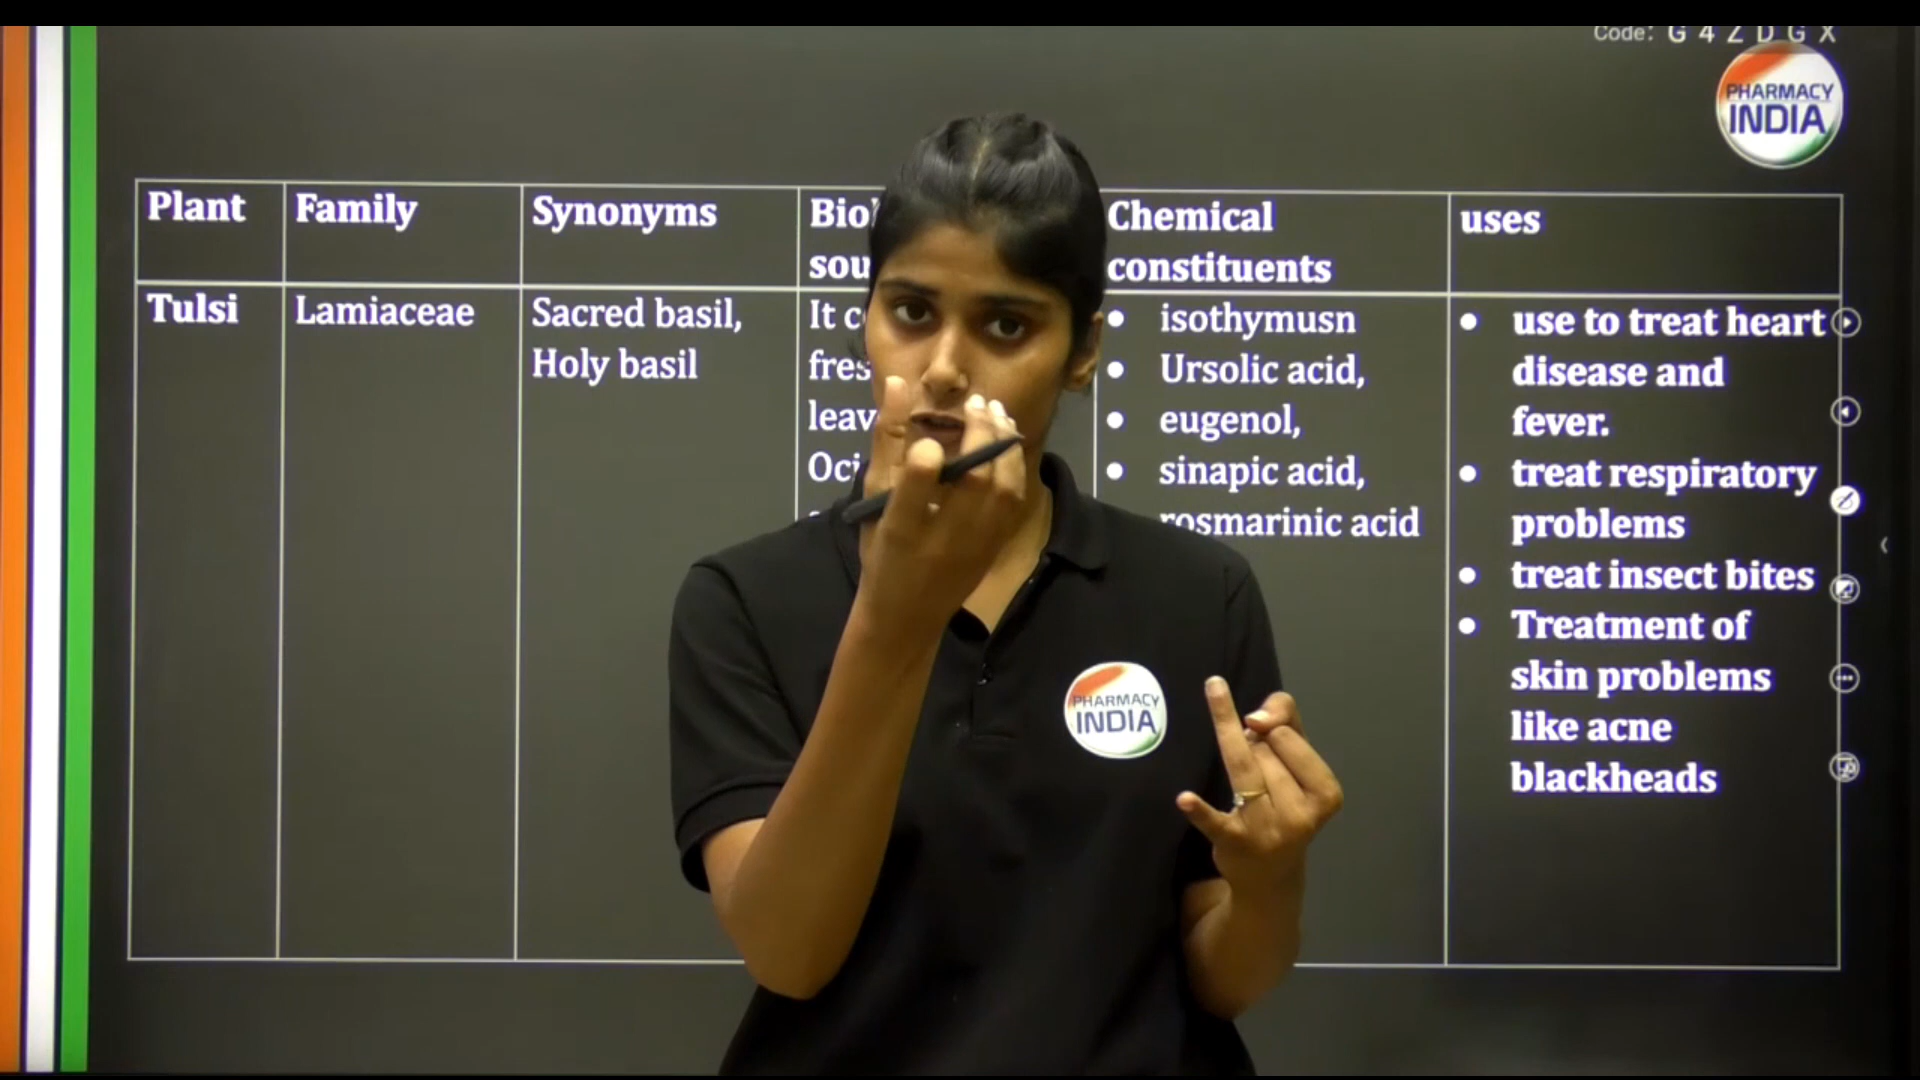 Code: G 4 Z D G X
PHARMACY
INDIA
Plant
Family
Synonyms
Chemical
constituents
uses
Tulsi
Lamiaceae
Sacred basil,
Holy basil
It
• isothymusn
• Ursolic acid,
• eugenol,
• sinapic acid,
rosmarinic acid
• use to treat heart
disease and
fever.
• treat respiratory
problems
• treat insect bites
• Treatment of
skin problems
like acne
blackheads
PHARMACY
INDIA